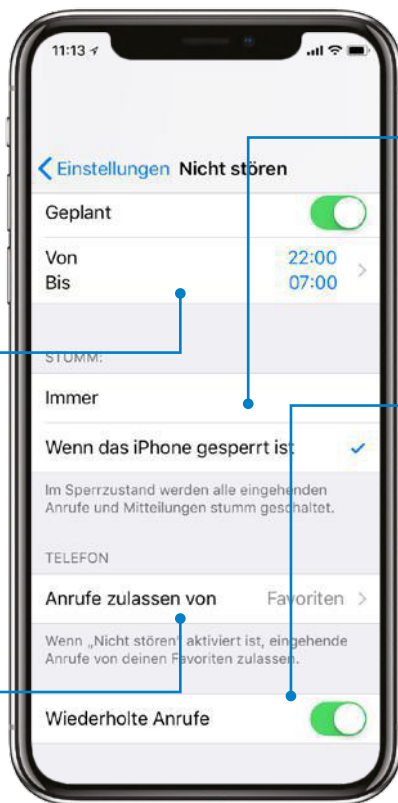 11:13
Einstellungen Nicht stören
Geplant
Von 22:00
Bis 07:00
STUMM:
Immer
Wenn das iPhone gesperrt ist
Im Sperrzustand werden alle eingehenden
Anrufe und Mitteilungen stumm geschaltet.
TELEFON
Anrufe zulassen von Favoriten
Wenn „Nicht stören“ aktiviert ist, eingehende
Anrufe von deinen Favoriten zulassen.
Wiederholte Anrufe